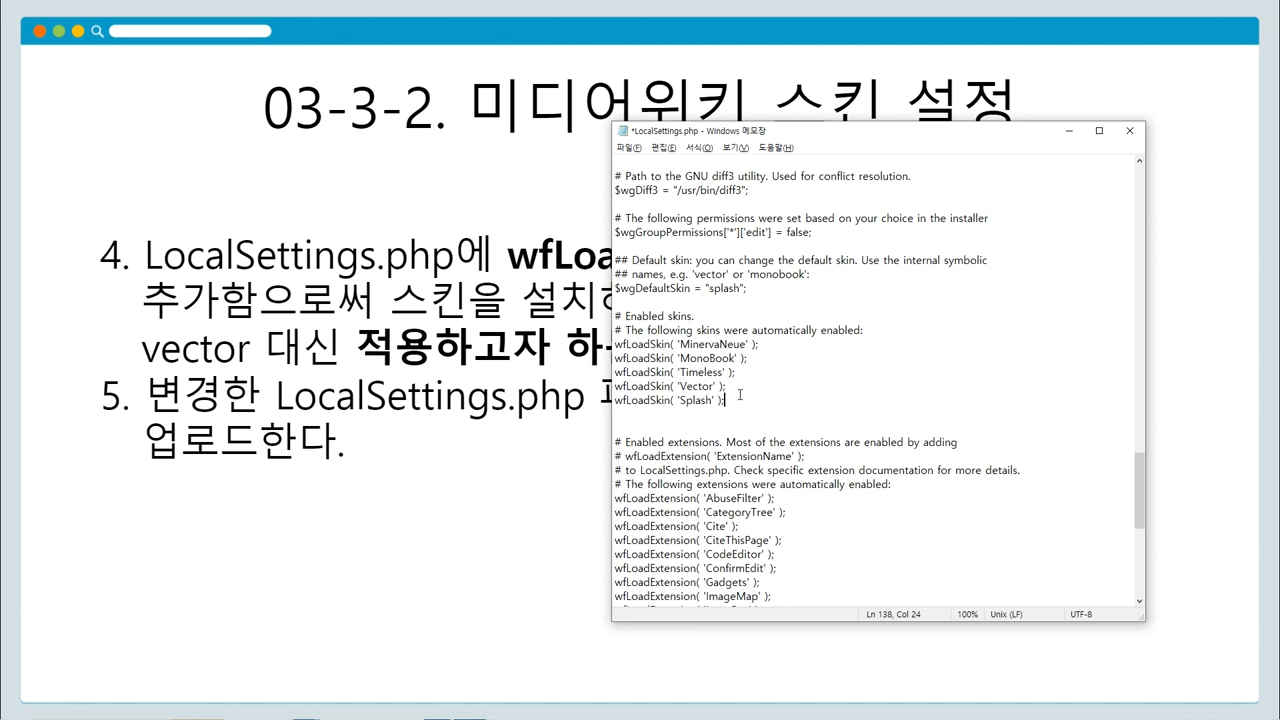 03-3-2. 미디어위키 스킨 설정
4. LocalSettings.php에 wfLoa
추가함으로써 스킨을 설치하
vector 대신 적용하고자 하
5. 변경한 LocalSettings.php
업로드한다.
*LocalSettings.php - Windows 메모장
파일(F) 편집(E) 서식(O) 보기(V) 도움말(H)
# Path to the GNU diff3 utility. Used for conflict resolution.
$wgDiff3 = "/usr/bin/diff3";
# The following permissions were set based on your choice in the installer
$wgGroupPermissions['*']['edit'] = false;
## Default skin: you can change the default skin. Use the internal symbolic
## names, e.g. 'vector' or 'monobook':
$wgDefaultSkin = "splash";
# Enabled skins.
# The following skins were automatically enabled:
wfLoadSkin( 'MinervaNeue' );
wfLoadSkin( 'MonoBook' );
wfLoadSkin( 'Timeless' );
wfLoadSkin( 'Vector' );
wfLoadSkin( 'Splash' );
# Enabled extensions. Most of the extensions are enabled by adding
# wfLoadExtension( 'ExtensionName' );
# to LocalSettings.php. Check specific extension documentation for more details.
# The following extensions were automatically enabled:
wfLoadExtension( 'AbuseFilter' );
wfLoadExtension( 'CategoryTree' );
wfLoadExtension( 'Cite' );
wfLoadExtension( 'CiteThisPage' );
wfLoadExtension( 'CodeEditor' );
wfLoadExtension( 'ConfirmEdit' );
wfLoadExtension( 'Gadgets' );
wfLoadExtension( 'ImageMap' );
Ln 138, Col 24 100% Unix (LF) UTF-8